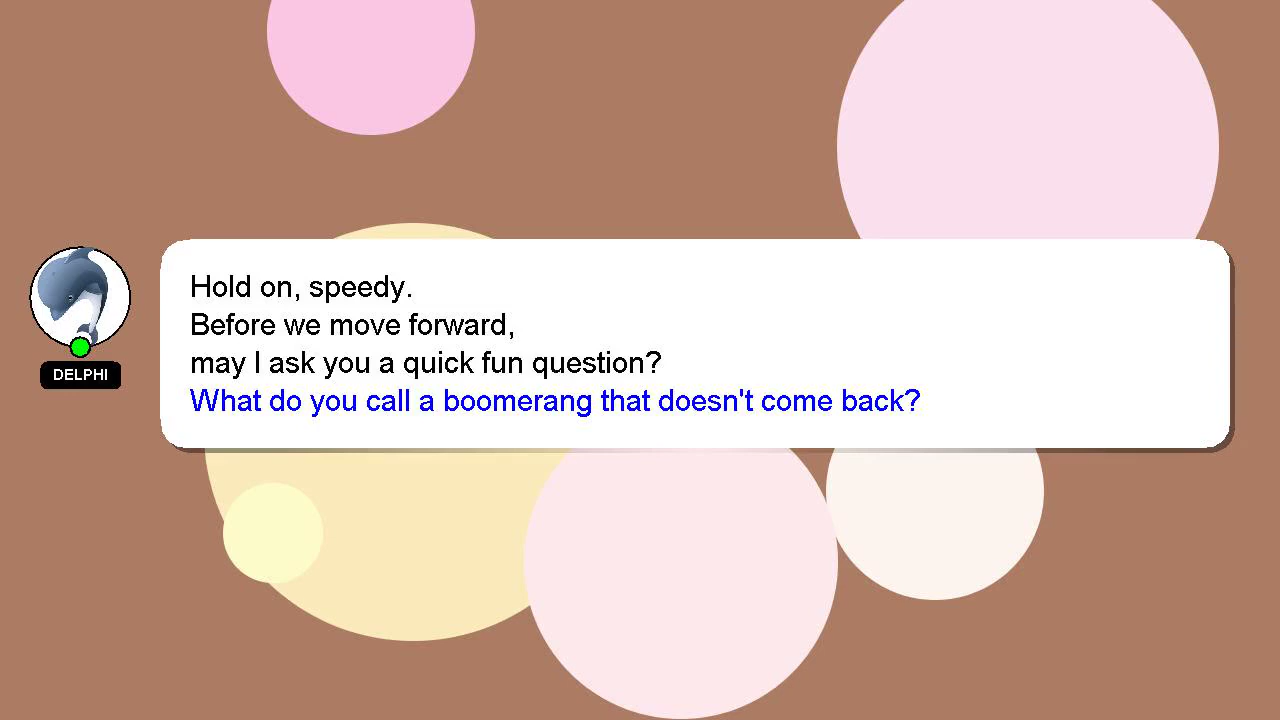 Hold on, speedy.
Before we move forward,
may I ask you a quick fun question?
What do you call a boomerang that doesn't come back?
DELPHI